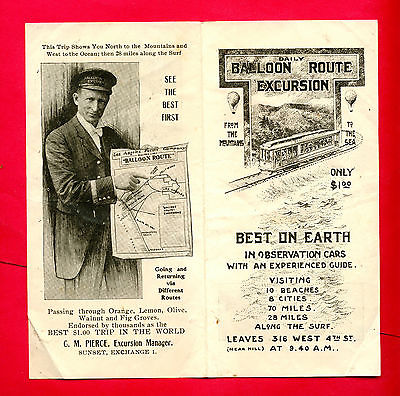 This Trip Shows You North to the Mountains and
West to the Ocean; then 28 miles along the Surf
SEE
THE
BEST
FIRST
Los Angeles Pacific Company
"BALLOON ROUTE"
Going and
Returning
via
Different
Routes
Passing through Orange, Lemon, Olive,
Walnut and Fig Groves.
Endorsed by thousands as the
BEST $1.00 TRIP IN THE WORLD
C. M. PIERCE, Excursion Manager.
SUNSET, EXCHANGE 1.
DAILY
BALLOON ROUTE
EXCURSION
FROM
THE
MOUNTAINS
TO
THE
SEA
ONLY
$1.00
BEST ON EARTH
IN OBSERVATION CARS
WITH AN EXPERIENCED GUIDE.
VISITING
10 BEACHES
8 CITIES
70 MILES
28 MILES
ALONG THE SURF.
LEAVES 316 WEST 4TH ST.
(NEAR HILL) AT 9.40 A.M.